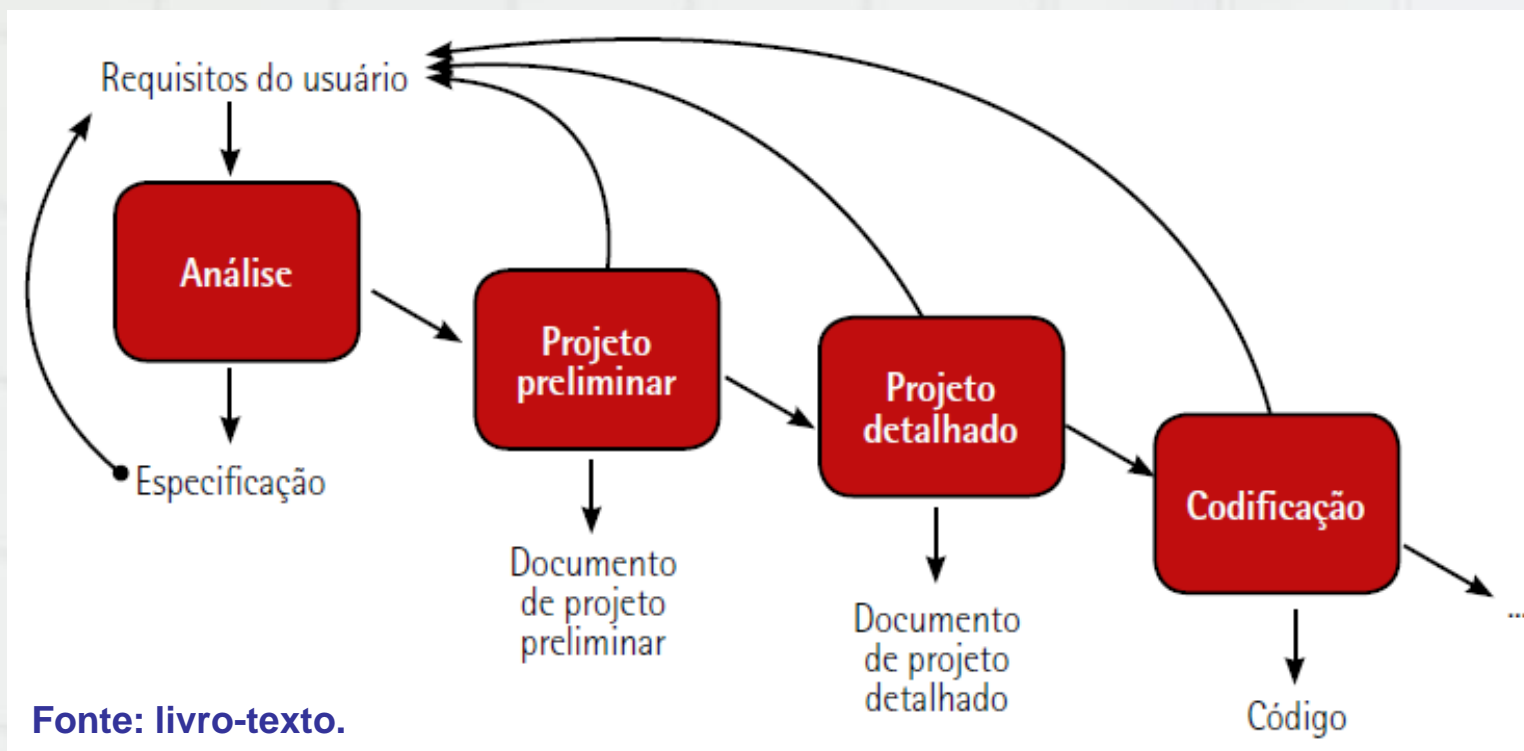 Requisitos do usuário
Análise
Especificação
Projeto
preliminar
Documento
de projeto
preliminar
Projeto
detalhado
Documento
de projeto
detalhado
Codificação
Código
...
Fonte: livro-texto.